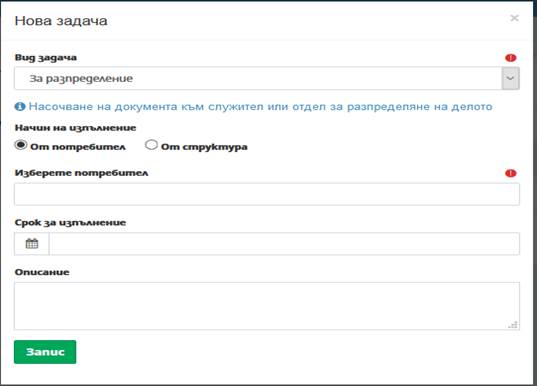 Нова задача
×
Вид задача
За разпределение
Насочване на документа към служител или отдел за разпределяне на делото
Начин на изпълнение
От потребител От структура
Изберете потребител
Срок за изпълнение
Описание
Запис